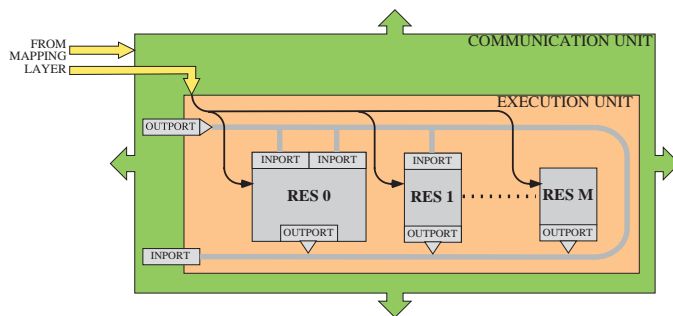 FROM
MAPPING
LAYER
COMMUNICATION UNIT
EXECUTION UNIT
OUTPORT
INPORT INPORT
INPORT
RES 0
RES 1
RES M
OUTPORT
OUTPORT
OUTPORT
INPORT